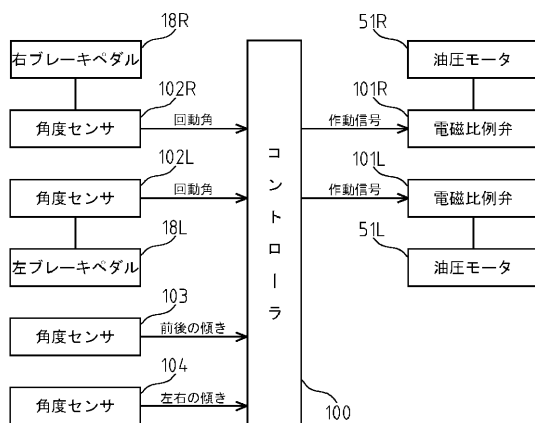 18R
右ブレーキペダル
102R
角度センサ
回動角
102L
角度センサ
回動角
18L
左ブレーキペダル
103
角度センサ
前後の傾き
104
角度センサ
左右の傾き
コントローラ
100
51R
油圧モータ
101R
作動信号
電磁比例弁
101L
作動信号
電磁比例弁
51L
油圧モータ